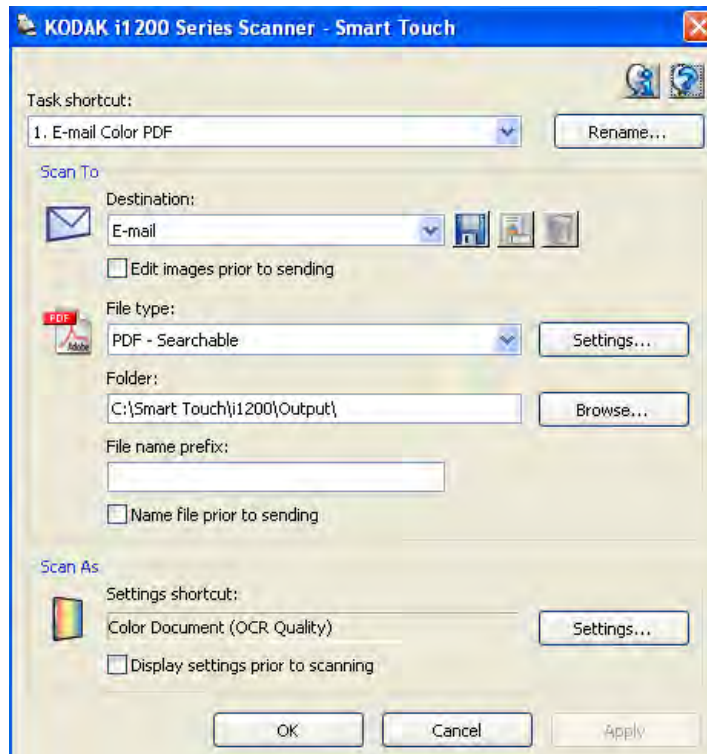 KODAK i1200 Series Scanner - Smart Touch
Task shortcut:
1. E-mail Color PDF
Rename...
Scan To
Destination:
E-mail
Edit images prior to sending
PDF
Adobe
File type:
PDF - Searchable
Settings...
Folder:
C:\Smart Touch\i1200\Output\
Browse...
File name prefix:
Name file prior to sending
Scan As
Settings shortcut:
Color Document (OCR Quality)
Settings...
Display settings prior to scanning
OK
Cancel
Apply